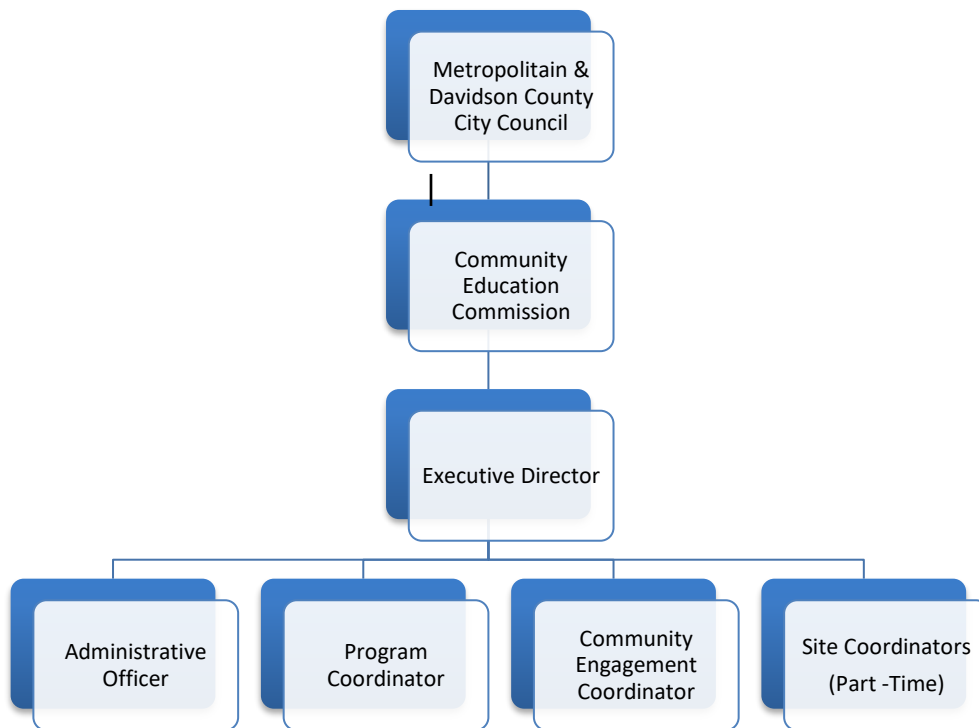 Metropolitain &
Davidson County
City Council
Community
Education
Commission
Executive Director
Administrative
Officer
Program
Coordinator
Community
Engagement
Coordinator
Site Coordinators
(Part -Time)